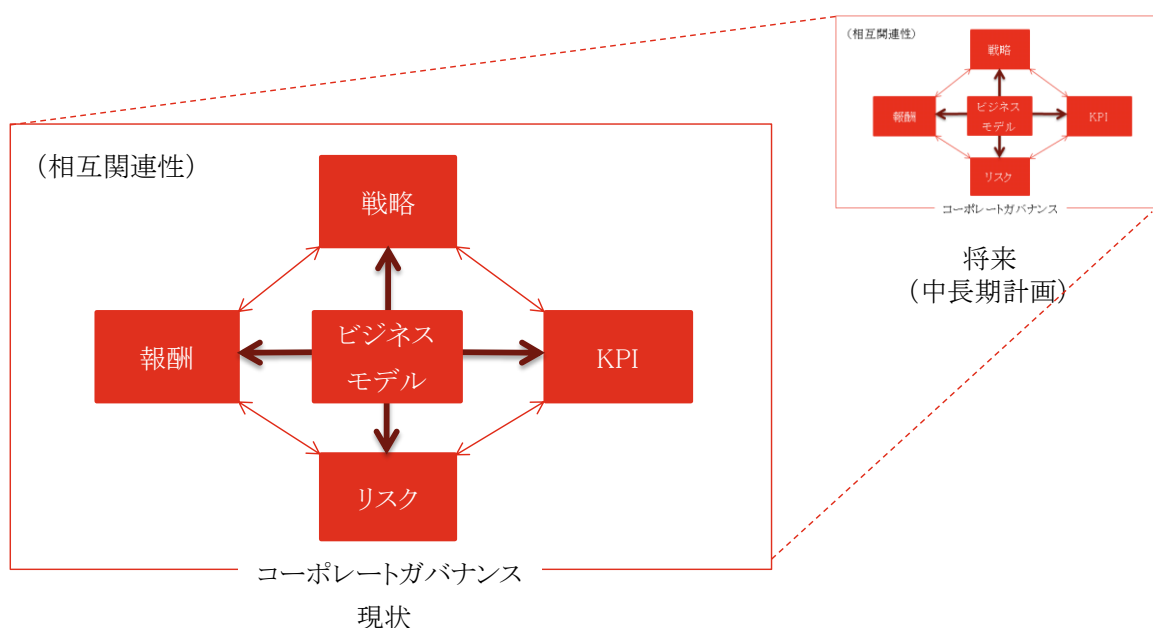 (相互関連性)
戦略
報酬
ビジネス
モデル
KPI
リスク
コーポレートガバナンス
将来
(中長期計画)
(相互関連性)
戦略
報酬
ビジネス
モデル
KPI
リスク
コーポレートガバナンス
現状